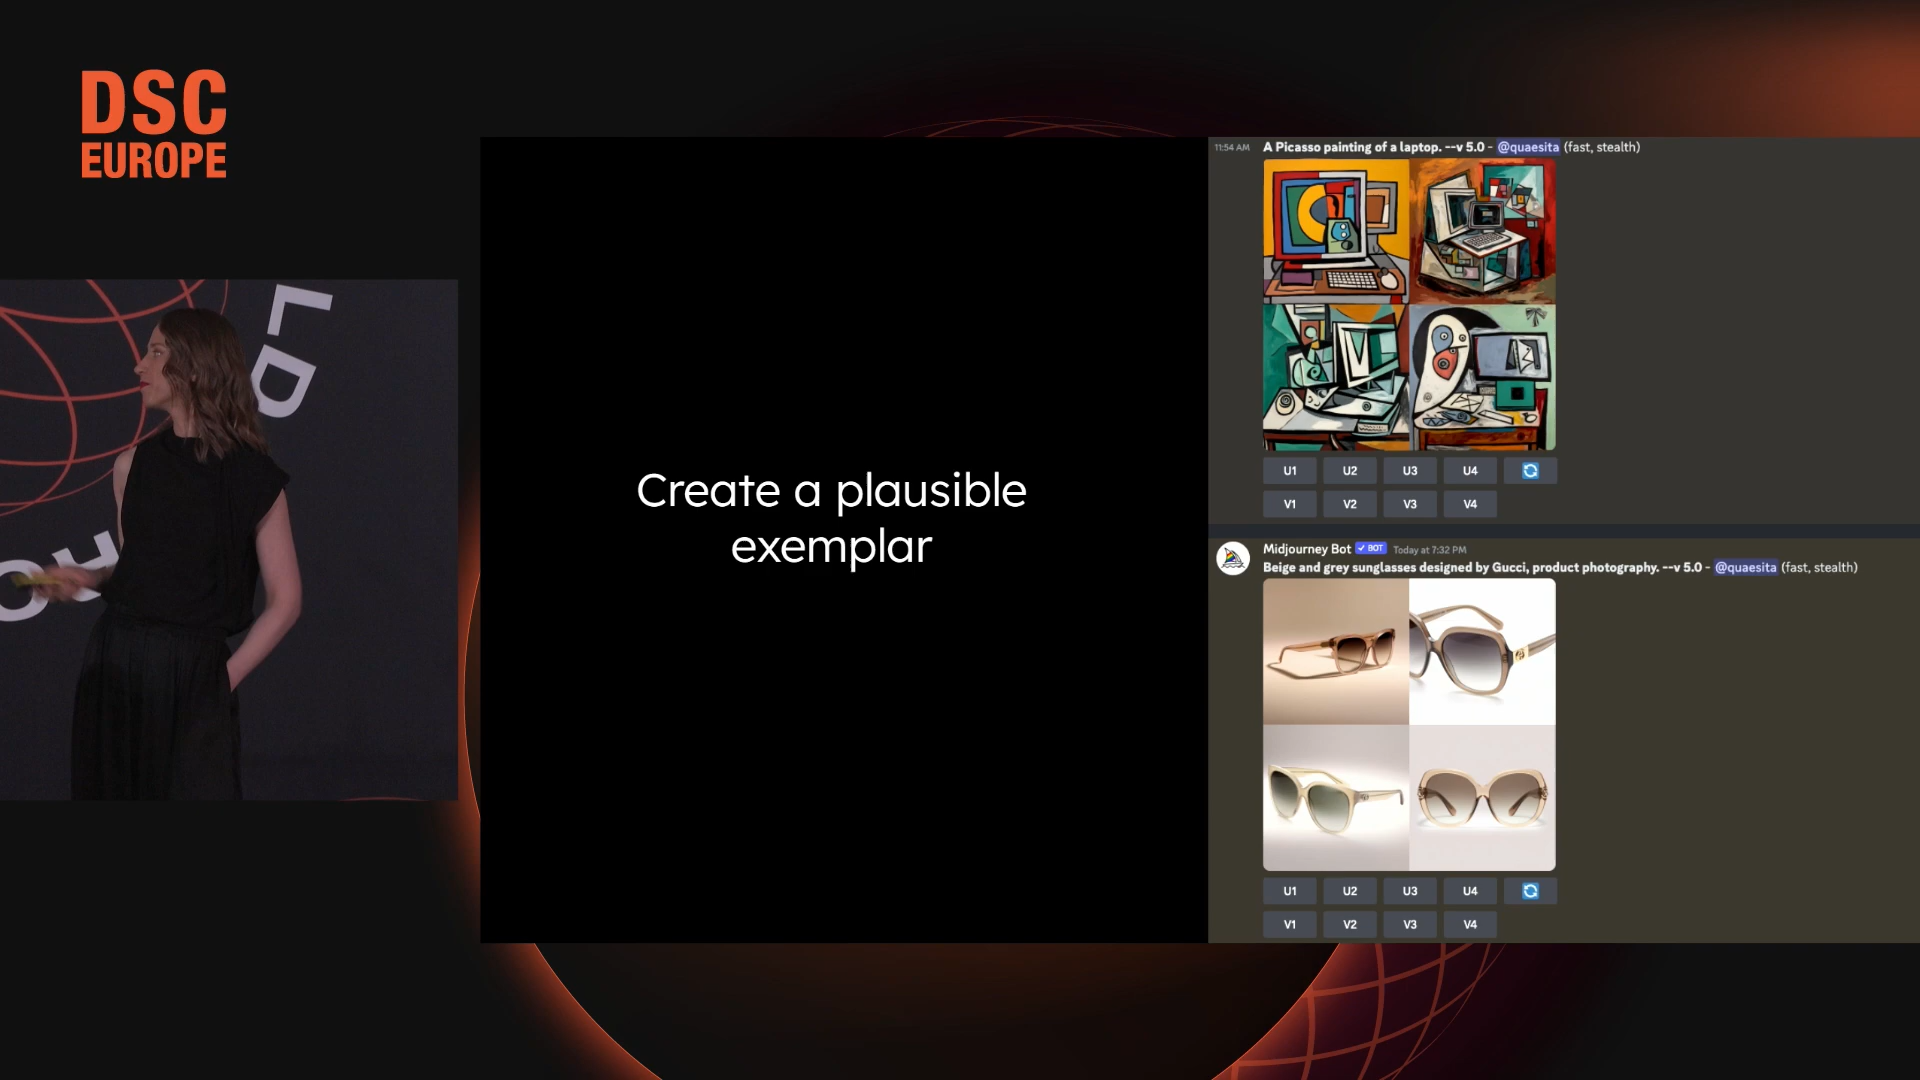 DSC
EUROPE
LD
Create a plausible
exemplar
11:54 AM A Picasso painting of a laptop. --v 5.0 - @quaesita (fast, stealth)
U1 U2 U3 U4
V1 V2 V3 V4
Midjourney Bot ✓ BOT Today at 7:32 PM
Beige and grey sunglasses designed by Gucci, product photography. --v 5.0 - @quaesita (fast, stealth)
U1 U2 U3 U4
V1 V2 V3 V4